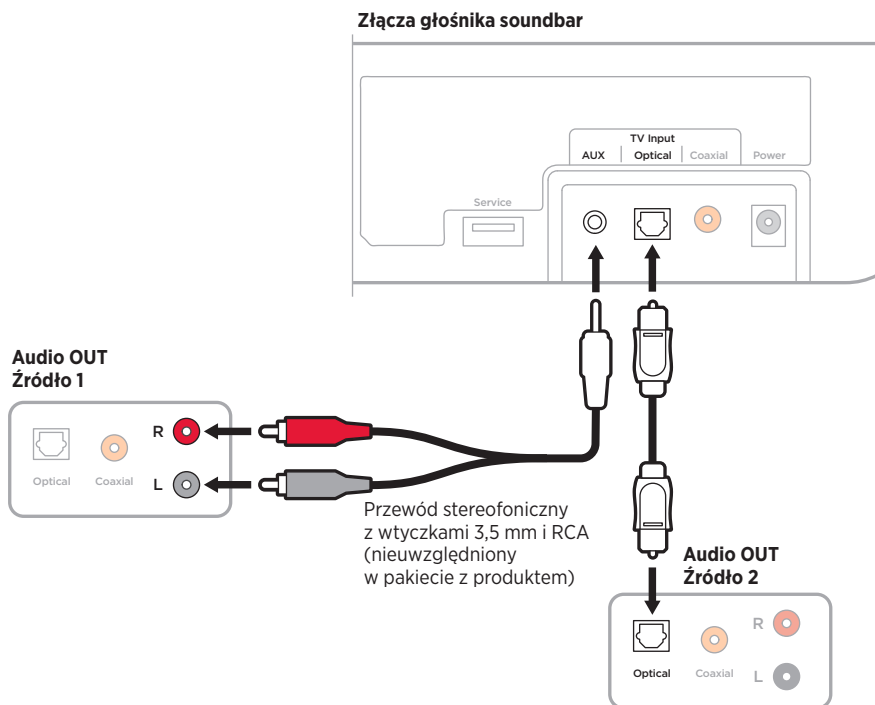 Złącza głośnika soundbar
TV Input
AUX Optical Coaxial Power
Service
Audio OUT
Źródło 1
R
Optical Coaxial L
Przewód stereofoniczny
z wtyczkami 3,5 mm i RCA
(nieuwzględniony
w pakiecie z produktem)
Audio OUT
Źródło 2
R
Optical Coaxial L